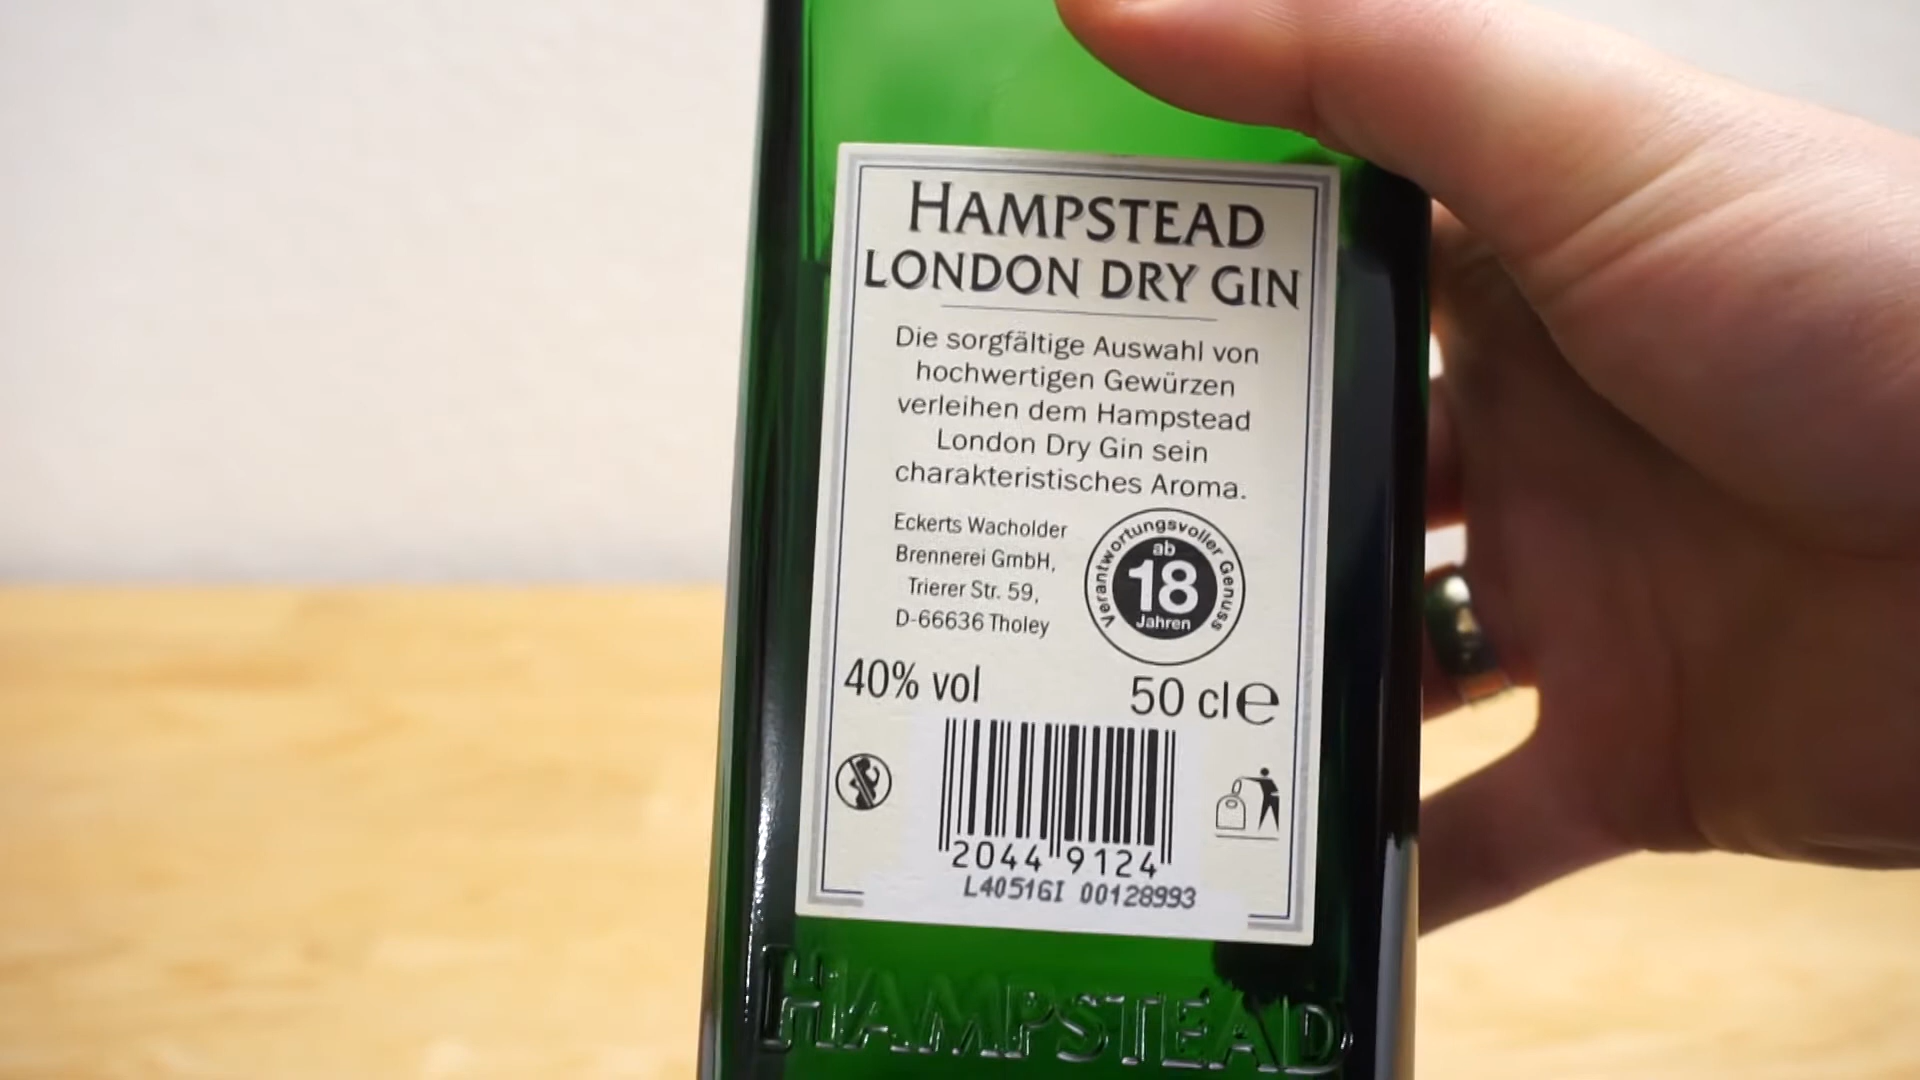 HAMPSTEAD
LONDON DRY GIN
Die sorgfältige Auswahl von
hochwertigen Gewürzen
verleihen dem Hampstead
London Dry Gin sein
charakteristisches Aroma.
Eckerts Wacholder
Brennerei GmbH,
Trierer Str. 59,
D-66636 Tholey
Verantwortungsvoller Genuss
ab
18
Jahren
40% vol
50 cl e
2044 9124
L40516I 00128993
HAMPSTEAD